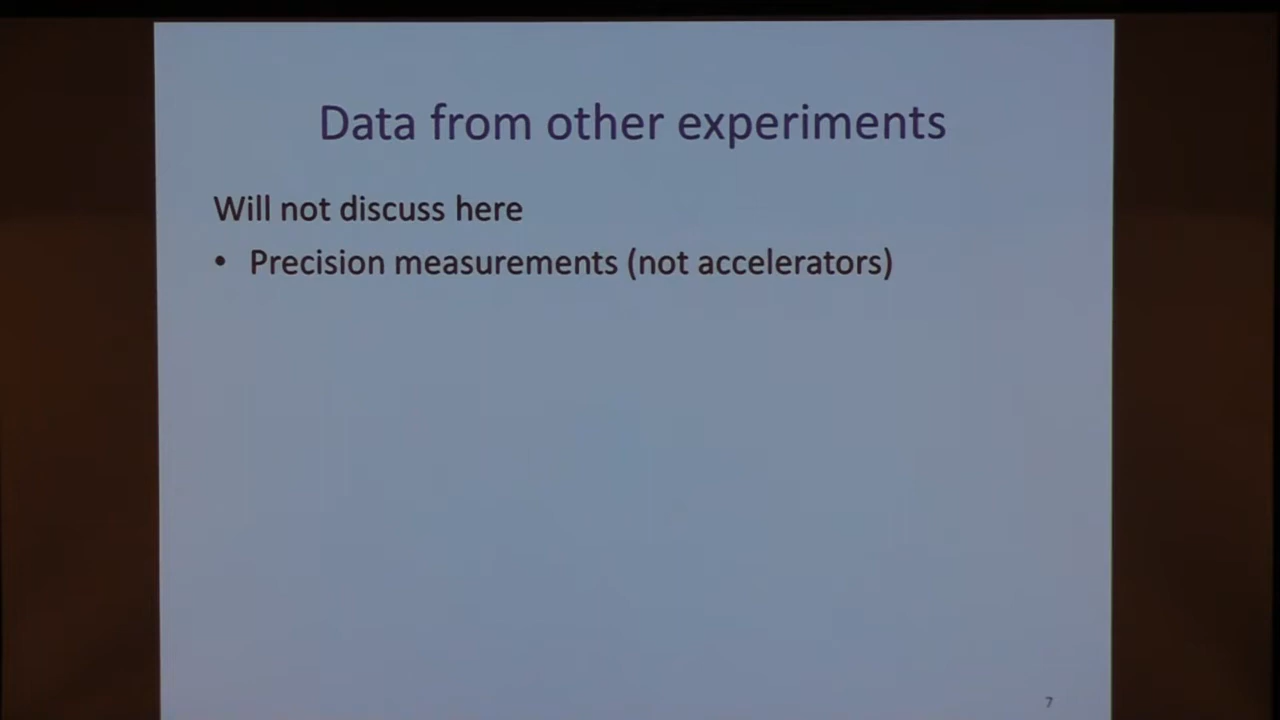 Data from other experiments
Will not discuss here
• Precision measurements (not accelerators)
7